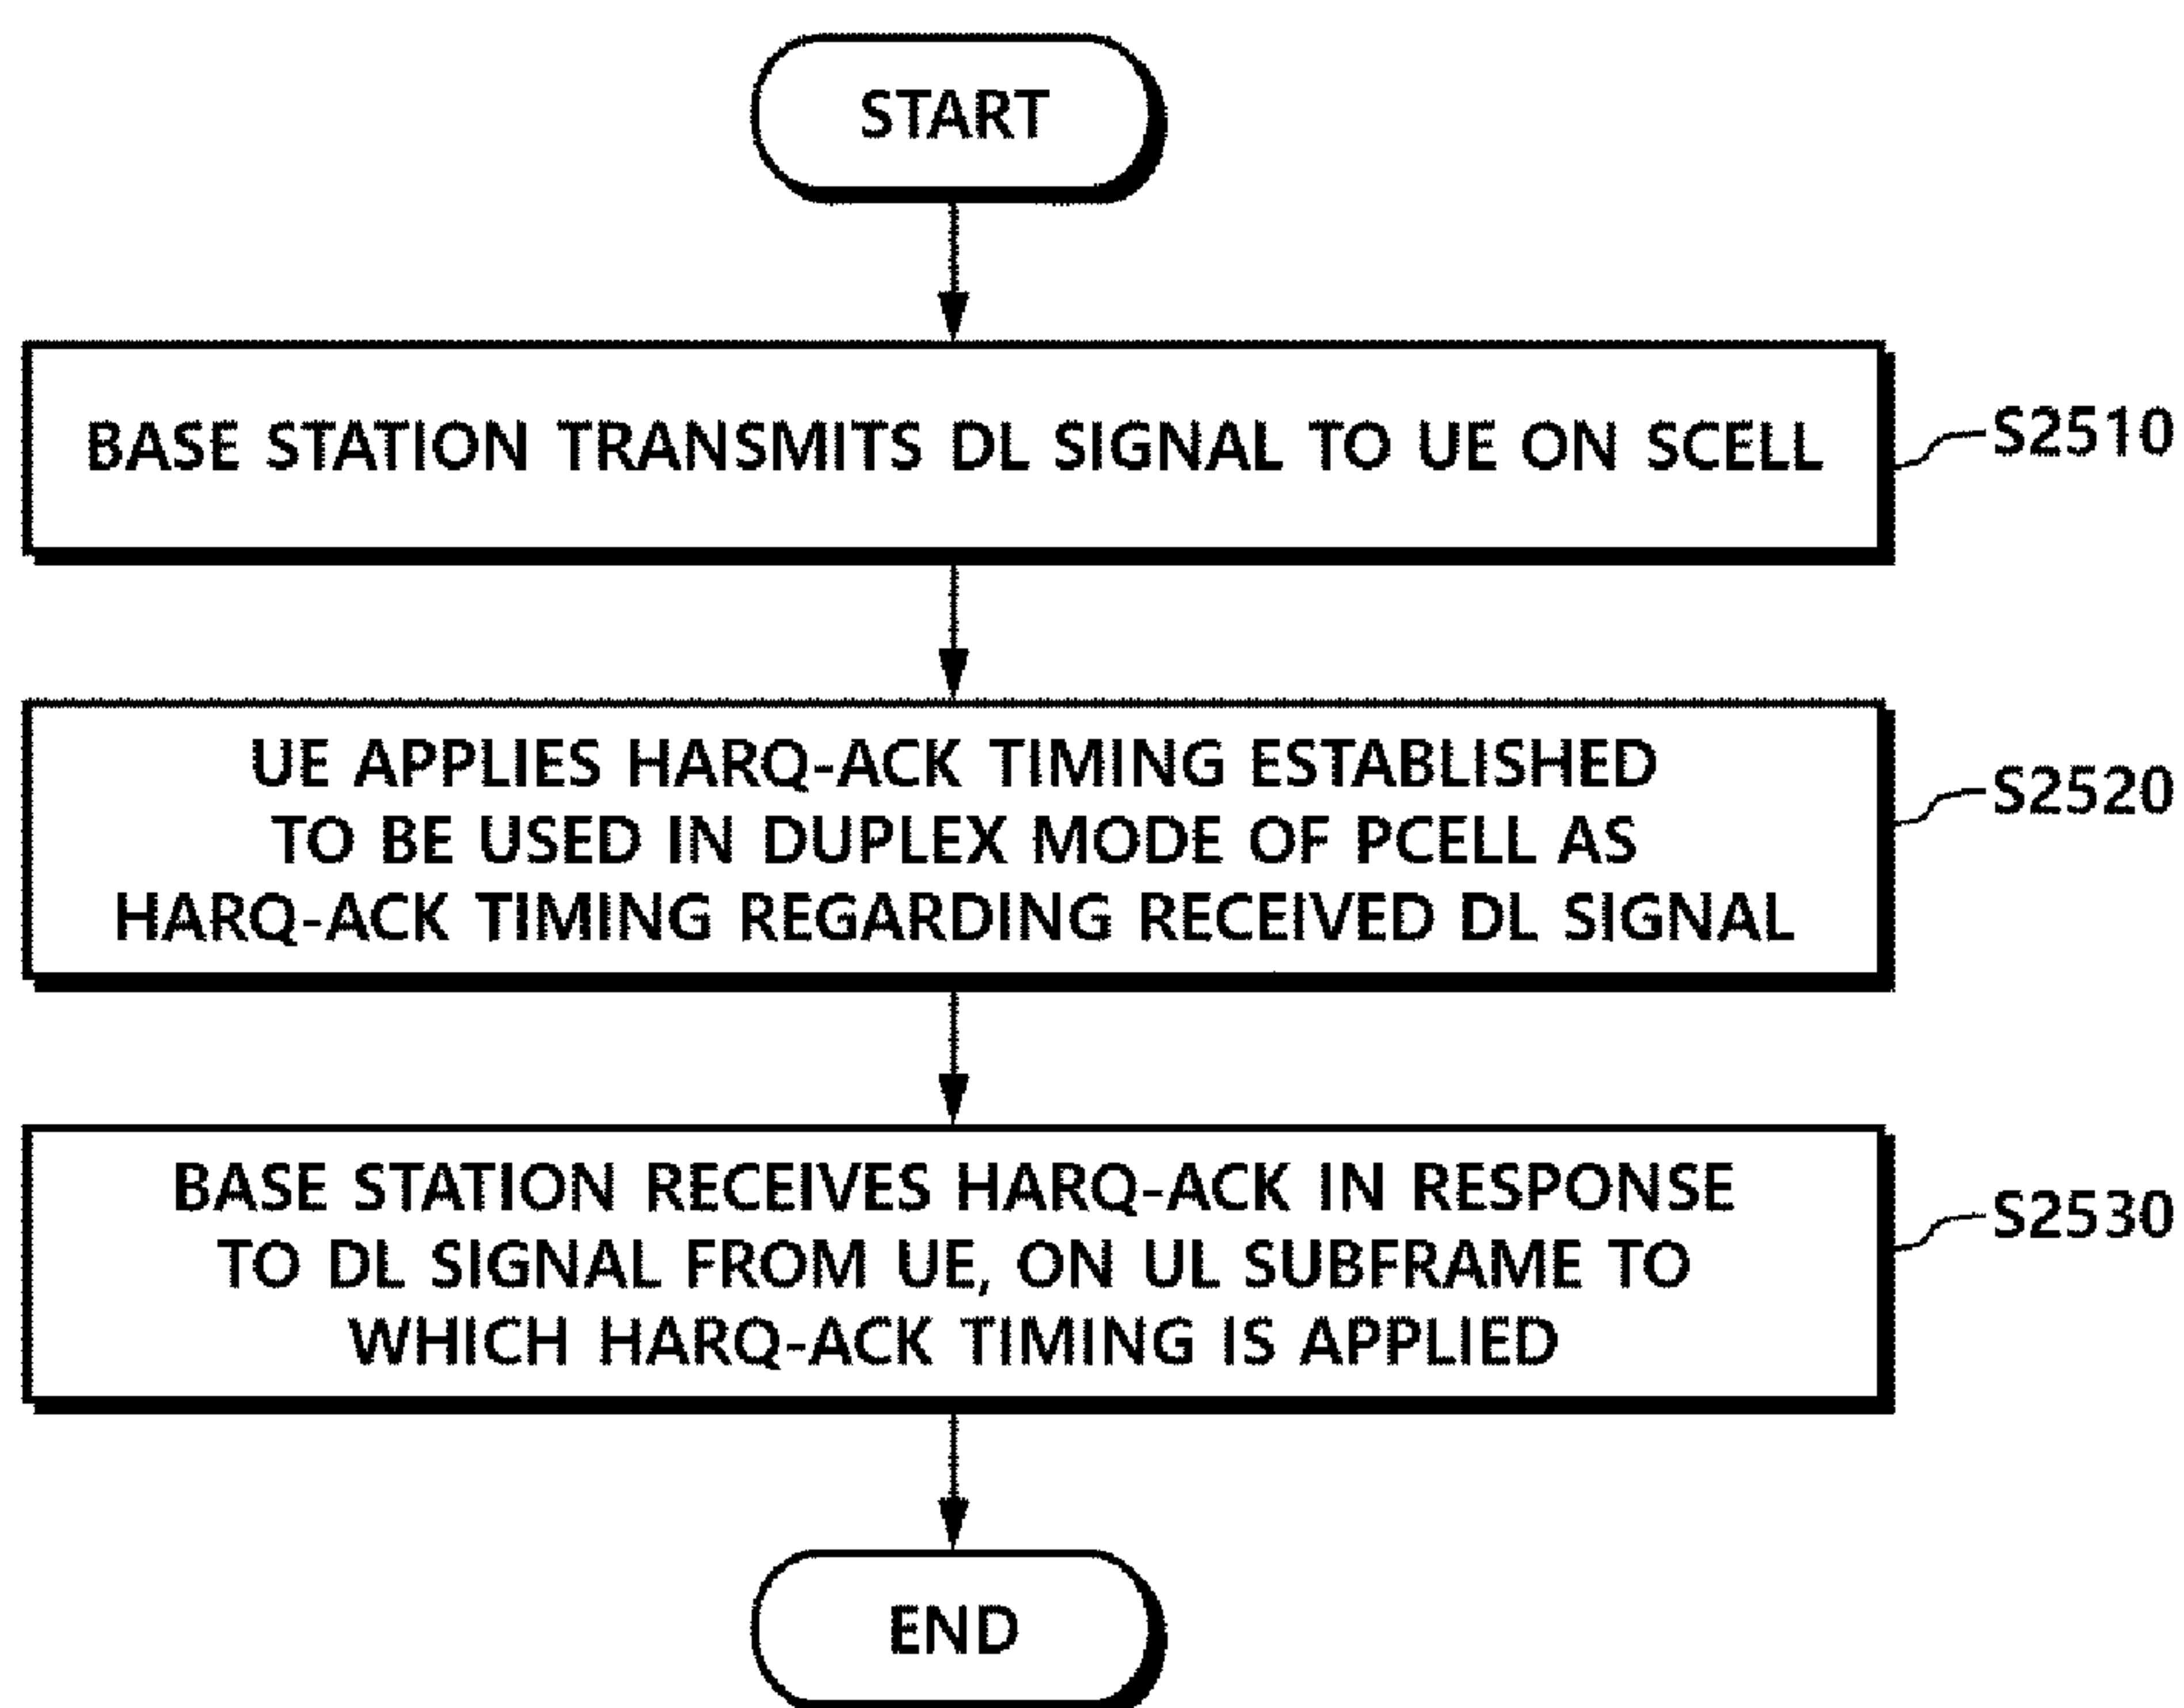 START
BASE STATION TRANSMITS DL SIGNAL TO UE ON SCELL
S2510
UE APPLIES HARQ-ACK TIMING ESTABLISHED
TO BE USED IN DUPLEX MODE OF PCELL AS
HARQ-ACK TIMING REGARDING RECEIVED DL SIGNAL
S2520
BASE STATION RECEIVES HARQ-ACK IN RESPONSE
TO DL SIGNAL FROM UE, ON UL SUBFRAME TO
WHICH HARQ-ACK TIMING IS APPLIED
S2530
END